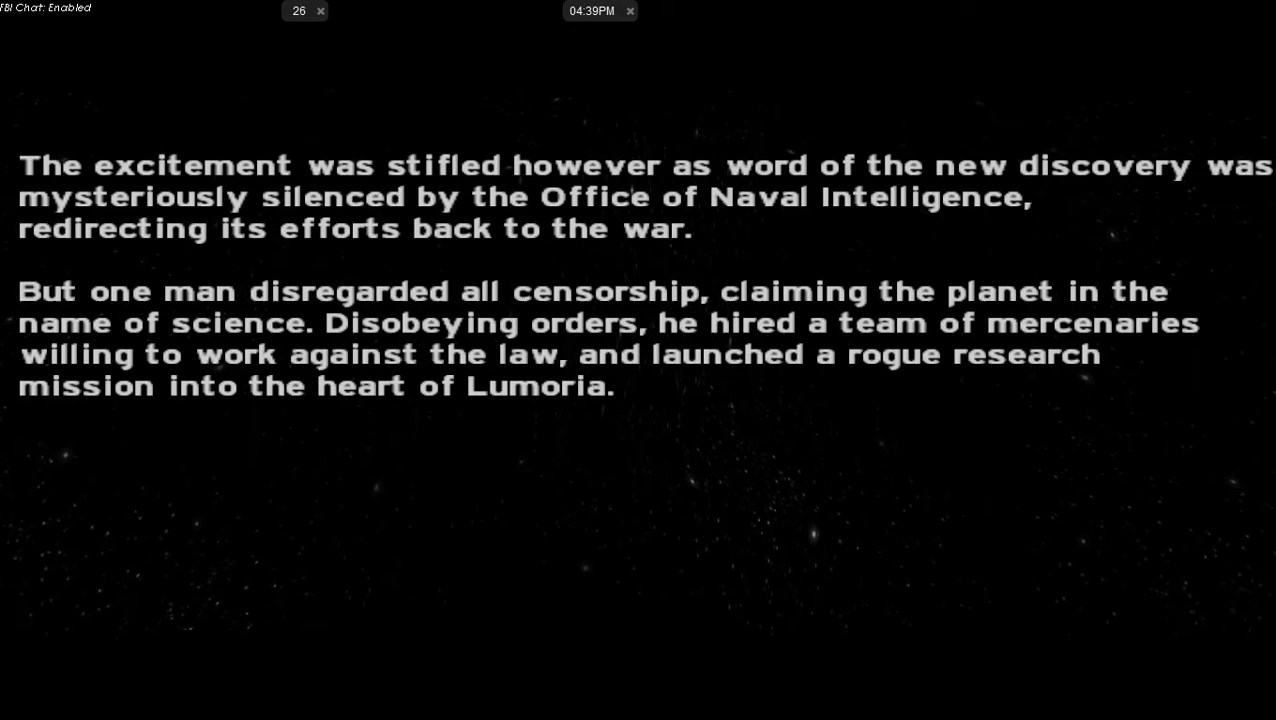 FBI Chat: Enabled
26 ×
04:39PM ×
The excitement was stifled however as word of the new discovery was
mysteriously silenced by the Office of Naval Intelligence,
redirecting its efforts back to the war.
But one man disregarded all censorship, claiming the planet in the
name of science. Disobeying orders, he hired a team of mercenaries
willing to work against the law, and launched a rogue research
mission into the heart of Lumoria.